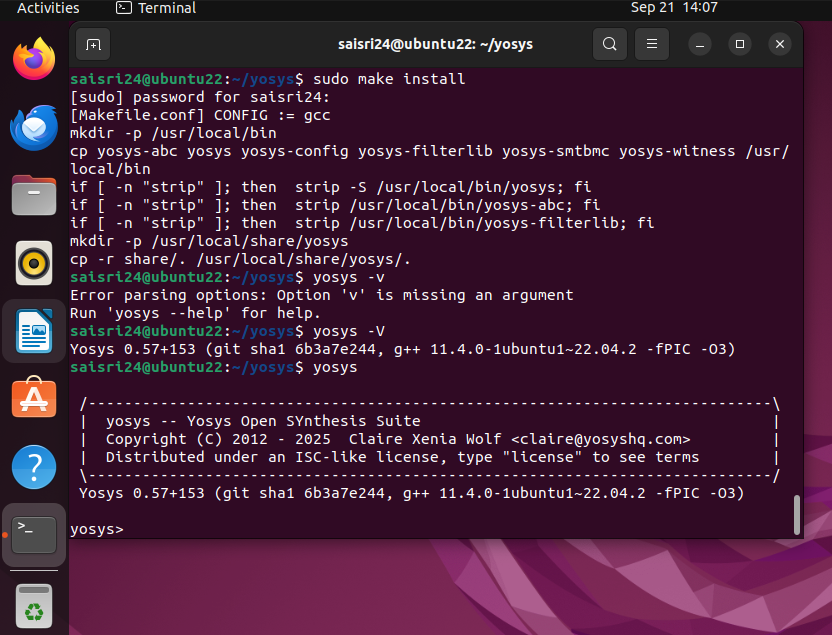 Activities
Terminal
Sep 21 14:07
saisri24@ubuntu22: ~/yosys
saisri24@ubuntu22:~/yosys$ sudo make install
[sudo] password for saisri24:
[Makefile.conf] CONFIG := gcc
mkdir -p /usr/local/bin
cp yosys-abc yosys yosys-config yosys-filterlib yosys-smtbmc yosys-witness /usr/
local/bin
if [ -n "strip" ]; then  strip -S /usr/local/bin/yosys; fi
if [ -n "strip" ]; then  strip /usr/local/bin/yosys-abc; fi
if [ -n "strip" ]; then  strip /usr/local/bin/yosys-filterlib; fi
mkdir -p /usr/local/share/yosys
cp -r share/. /usr/local/share/yosys/.
saisri24@ubuntu22:~/yosys$ yosys -v
Error parsing options: Option 'v' is missing an argument
Run 'yosys --help' for help.
saisri24@ubuntu22:~/yosys$ yosys -V
Yosys 0.57+153 (git sha1 6b3a7e244, g++ 11.4.0-1ubuntu1~22.04.2 -fPIC -O3)
saisri24@ubuntu22:~/yosys$ yosys
/----------------------------------------------------------------------------\
|  yosys -- Yosys Open SYnthesis Suite                                       |
|  Copyright (C) 2012 - 2025  Claire Xenia Wolf <claire@yosyshq.com>         |
|  Distributed under an ISC-like license, type "license" to see terms        |
\----------------------------------------------------------------------------/
Yosys 0.57+153 (git sha1 6b3a7e244, g++ 11.4.0-1ubuntu1~22.04.2 -fPIC -O3)
yosys>